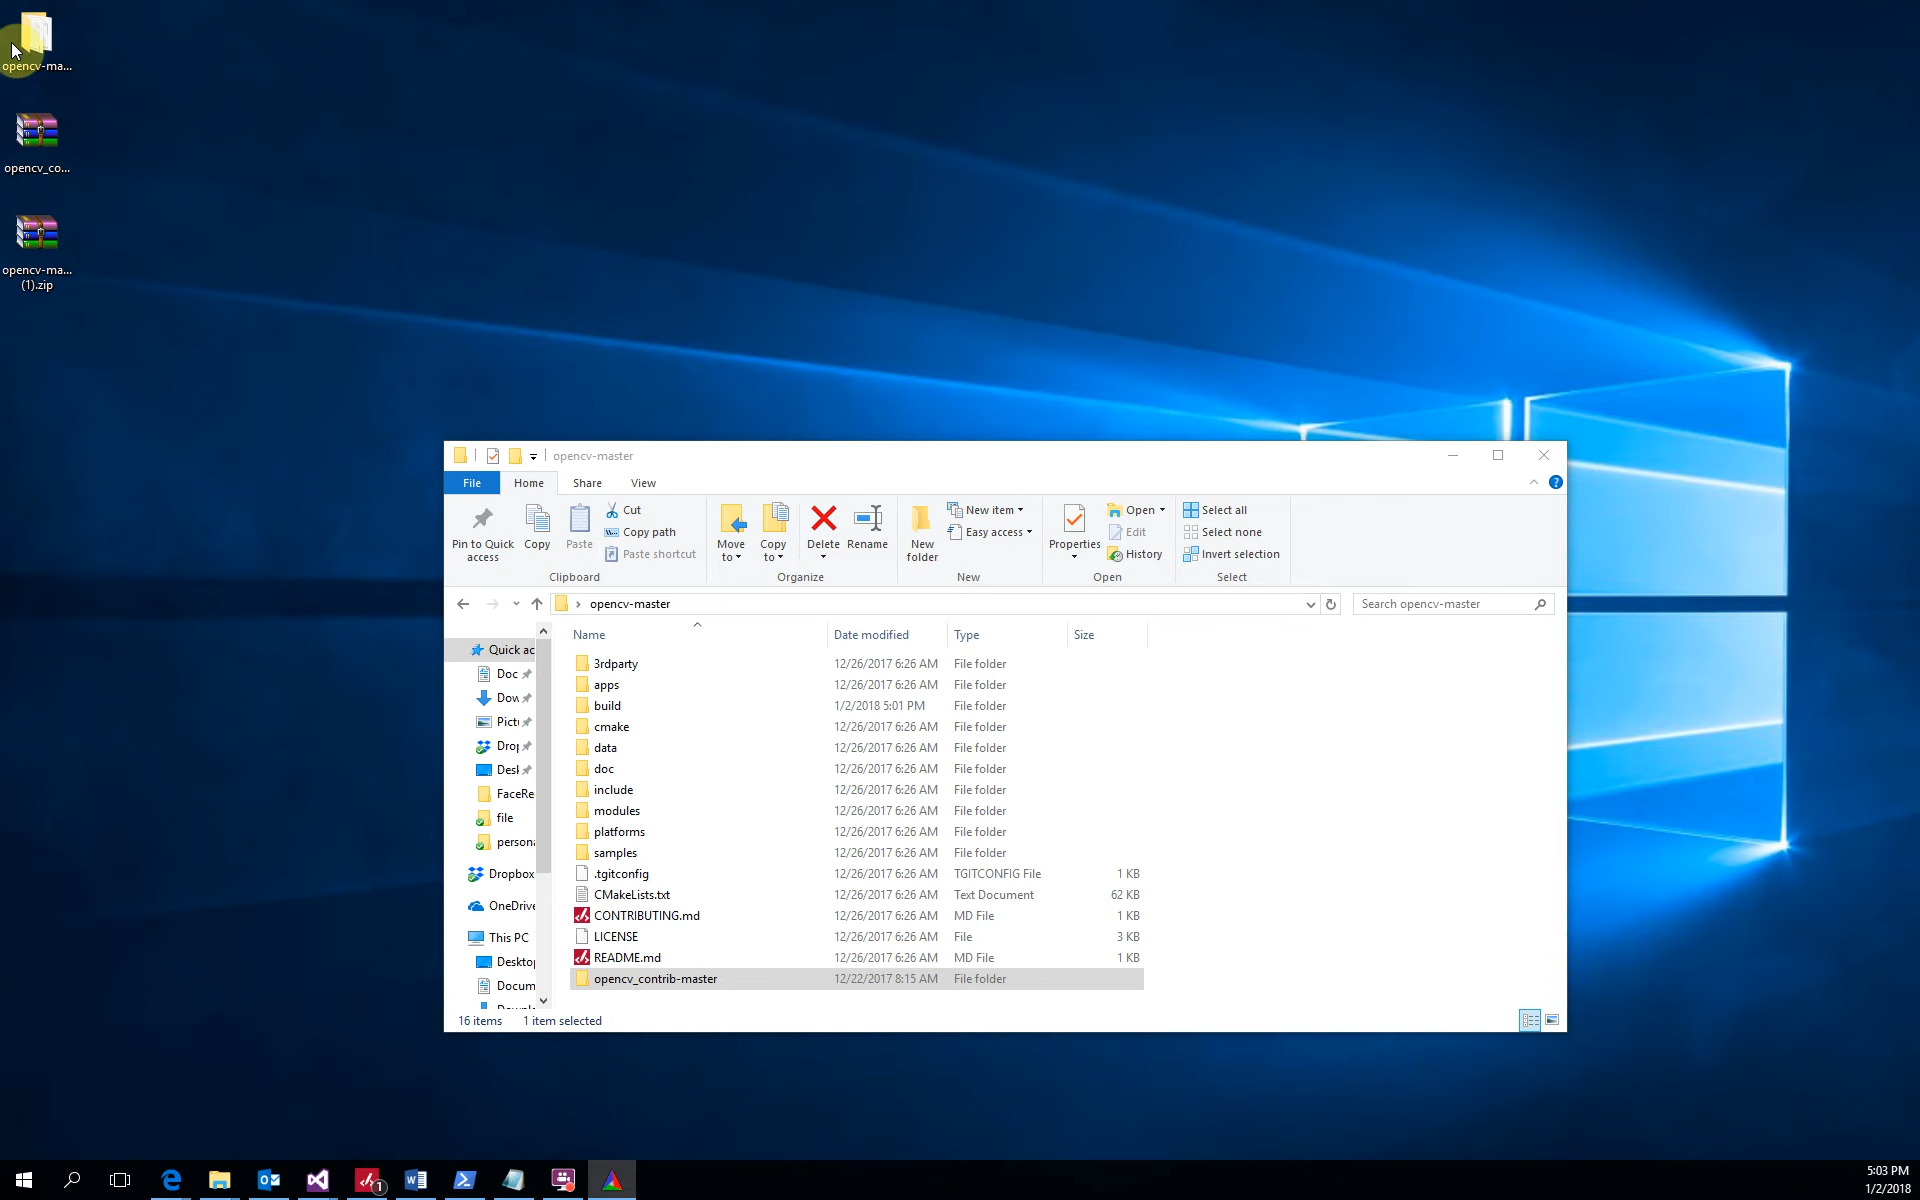 opencv-ma...
opencv_co...
opencv-ma...
(1).zip
opencv-master
File Home Share View
Pin to Quick access
Copy
Paste
Cut
Copy path
Paste shortcut
Clipboard
Move to
Copy to
Delete
Rename
Organize
New folder
New item
Easy access
New
Properties
Open
Edit
History
Open
Select all
Select none
Invert selection
Select
opencv-master
Search opencv-master
Name Date modified Type Size
Quick ac
Doc
Dow
Pict
Drop
Desk
FaceRe
file
persona
Dropbox
OneDrive
This PC
Desktop
Docum
3rdparty 12/26/2017 6:26 AM File folder
apps 12/26/2017 6:26 AM File folder
build 1/2/2018 5:01 PM File folder
cmake 12/26/2017 6:26 AM File folder
data 12/26/2017 6:26 AM File folder
doc 12/26/2017 6:26 AM File folder
include 12/26/2017 6:26 AM File folder
modules 12/26/2017 6:26 AM File folder
platforms 12/26/2017 6:26 AM File folder
samples 12/26/2017 6:26 AM File folder
.tgitconfig 12/26/2017 6:26 AM TGITCONFIG File 1 KB
CMakeLists.txt 12/26/2017 6:26 AM Text Document 62 KB
CONTRIBUTING.md 12/26/2017 6:26 AM MD File 1 KB
LICENSE 12/26/2017 6:26 AM File 3 KB
README.md 12/26/2017 6:26 AM MD File 1 KB
opencv_contrib-master 12/22/2017 8:15 AM File folder
16 items 1 item selected
1
5:03 PM
1/2/2018